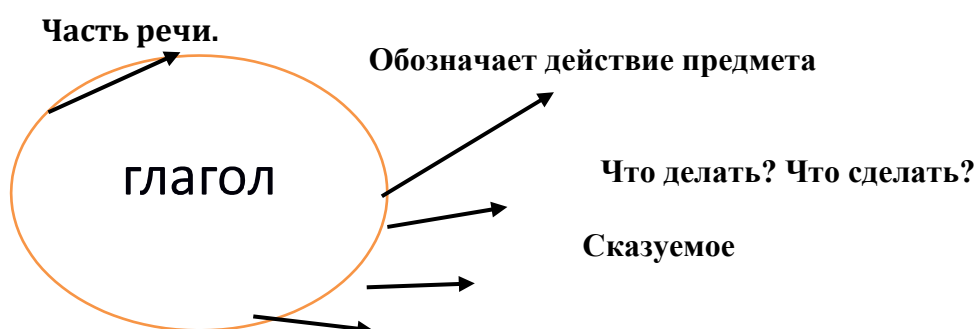 Часть речи.
Обозначает действие предмета
глагол
Что делать? Что сделать?
Сказуемое